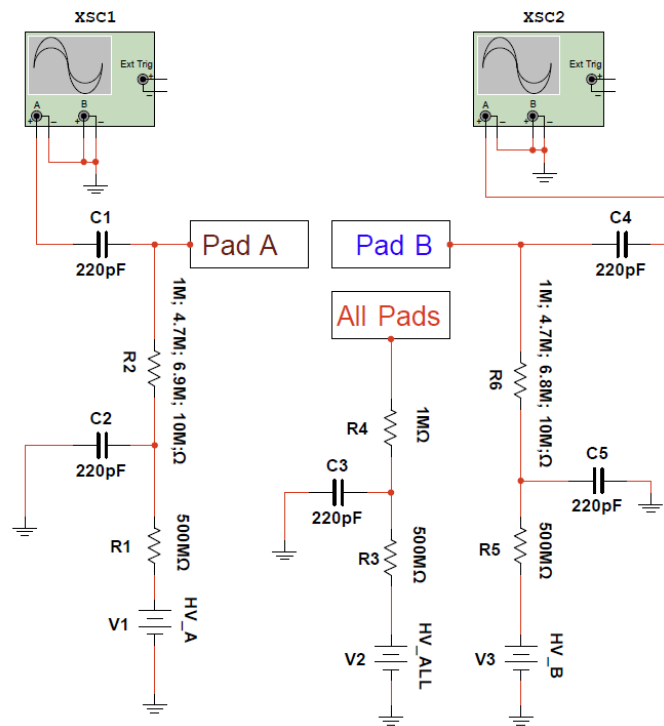 XSC1
XSC2
Ext Trig
+
−
A
B
+
−
+
−
Ext Trig
+
−
A
B
+
−
+
−
C1
220pF
Pad A
Pad B
C4
220pF
All Pads
R2
1M; 4.7M; 6.9M; 10M;Ω
R4
1MΩ
R6
1M; 4.7M; 6.8M; 10M;Ω
C2
220pF
C3
220pF
C5
220pF
R1
500MΩ
R3
500MΩ
R5
500MΩ
V1
HV_A
V2
HV_ALL
V3
HV_B